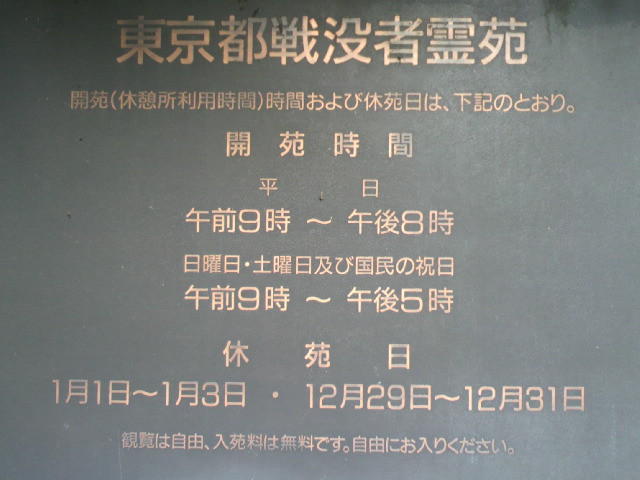 東京都戦没者霊苑
開苑(休憩所利用時間)時間および休苑日は、下記のとおり。
開苑時間
平日
午前9時 ～ 午後8時
日曜日・土曜日及び国民の祝日
午前9時 ～ 午後5時
休苑日
1月1日～1月3日 ・ 12月29日～12月31日
観覧は自由、入苑料は無料です。自由にお入りください。